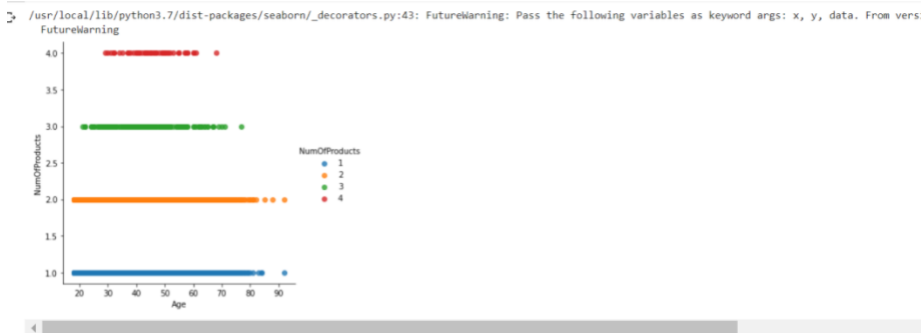 /usr/local/lib/python3.7/dist-packages/seaborn/_decorators.py:43: FutureWarning: Pass the following variables as keyword args: x, y, data. From vers
FutureWarning
4.0
3.5
3.0
2.5
2.0
1.5
1.0
NumOfProducts
20 30 40 50 60 70 80 90
Age
NumOfProducts
1
2
3
4